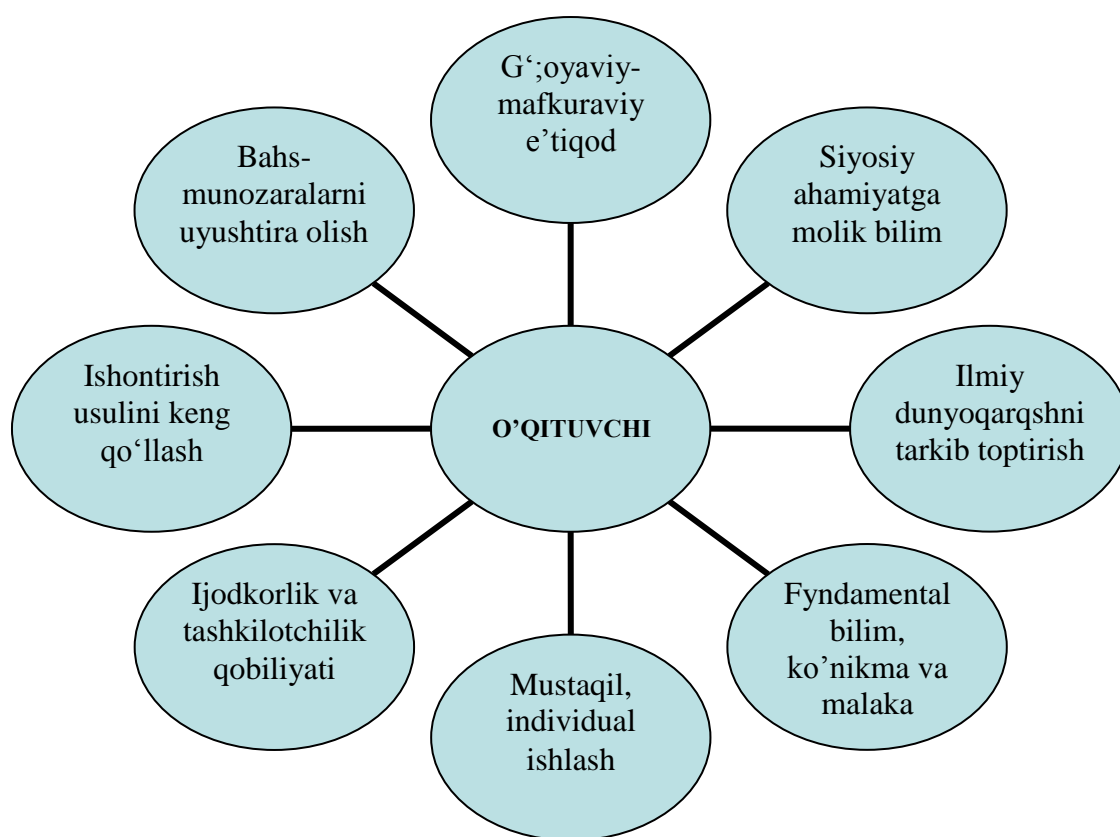 G‘;oyaviy-
mafkuraviy
e’tiqod
Bahs-
munozaralarni
uyushtira olish
Siyosiy
ahamiyatga
molik bilim
Ishontirish
usulini keng
qo‘llash
O’QITUVCHI
Ilmiy
dunyoqarqshni
tarkib toptirish
Ijodkorlik va
tashkilotchilik
qobiliyati
Fyndamental
bilim,
ko’nikma va
malaka
Mustaqil,
individual
ishlash